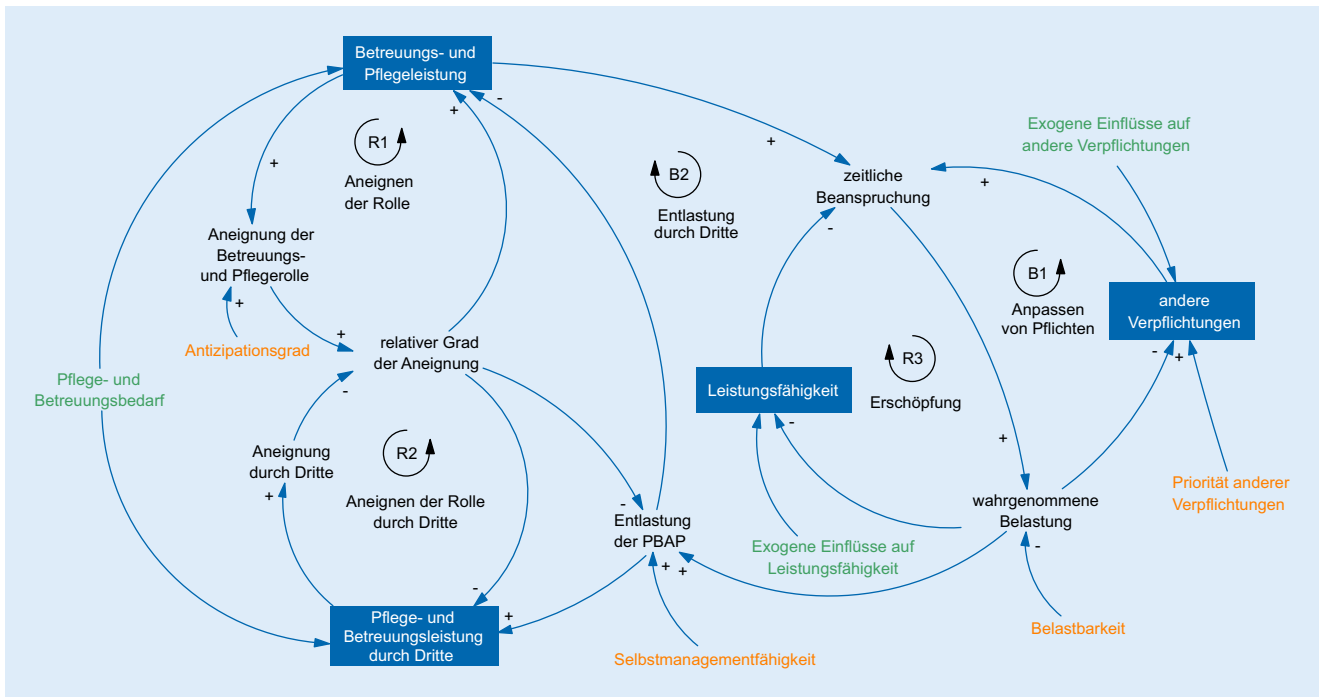 Betreuungs- und
Pflegeleistung
-
+
R1
+
Aneignen
der Rolle
+
B2
Entlastung
durch Dritte
Exogene Einflüsse auf
andere Verpflichtungen
zeitliche
Beanspruchung
+
-
Aneignung der
Betreuungs-
und Pflegerolle
+
Antizipationsgrad
+
B1
Anpassen
von Pflichten
andere
Verpflichtungen
-
+
relativer Grad
der Aneignung
-
Pflege- und
Betreuungsbedarf
R3
Erschöpfung
Leistungsfähigkeit
-
Aneignung
durch Dritte
+
R2
Aneignen der Rolle
durch Dritte
+
Priorität anderer
Verpflichtungen
wahrgenommene
Belastung
-
-
Entlastung
der PBAP
+
+
Exogene Einflüsse auf
Leistungsfähigkeit
-
+
Pflege- und
Betreuungsleistung
durch Dritte
Belastbarkeit
Selbstmanagementfähigkeit